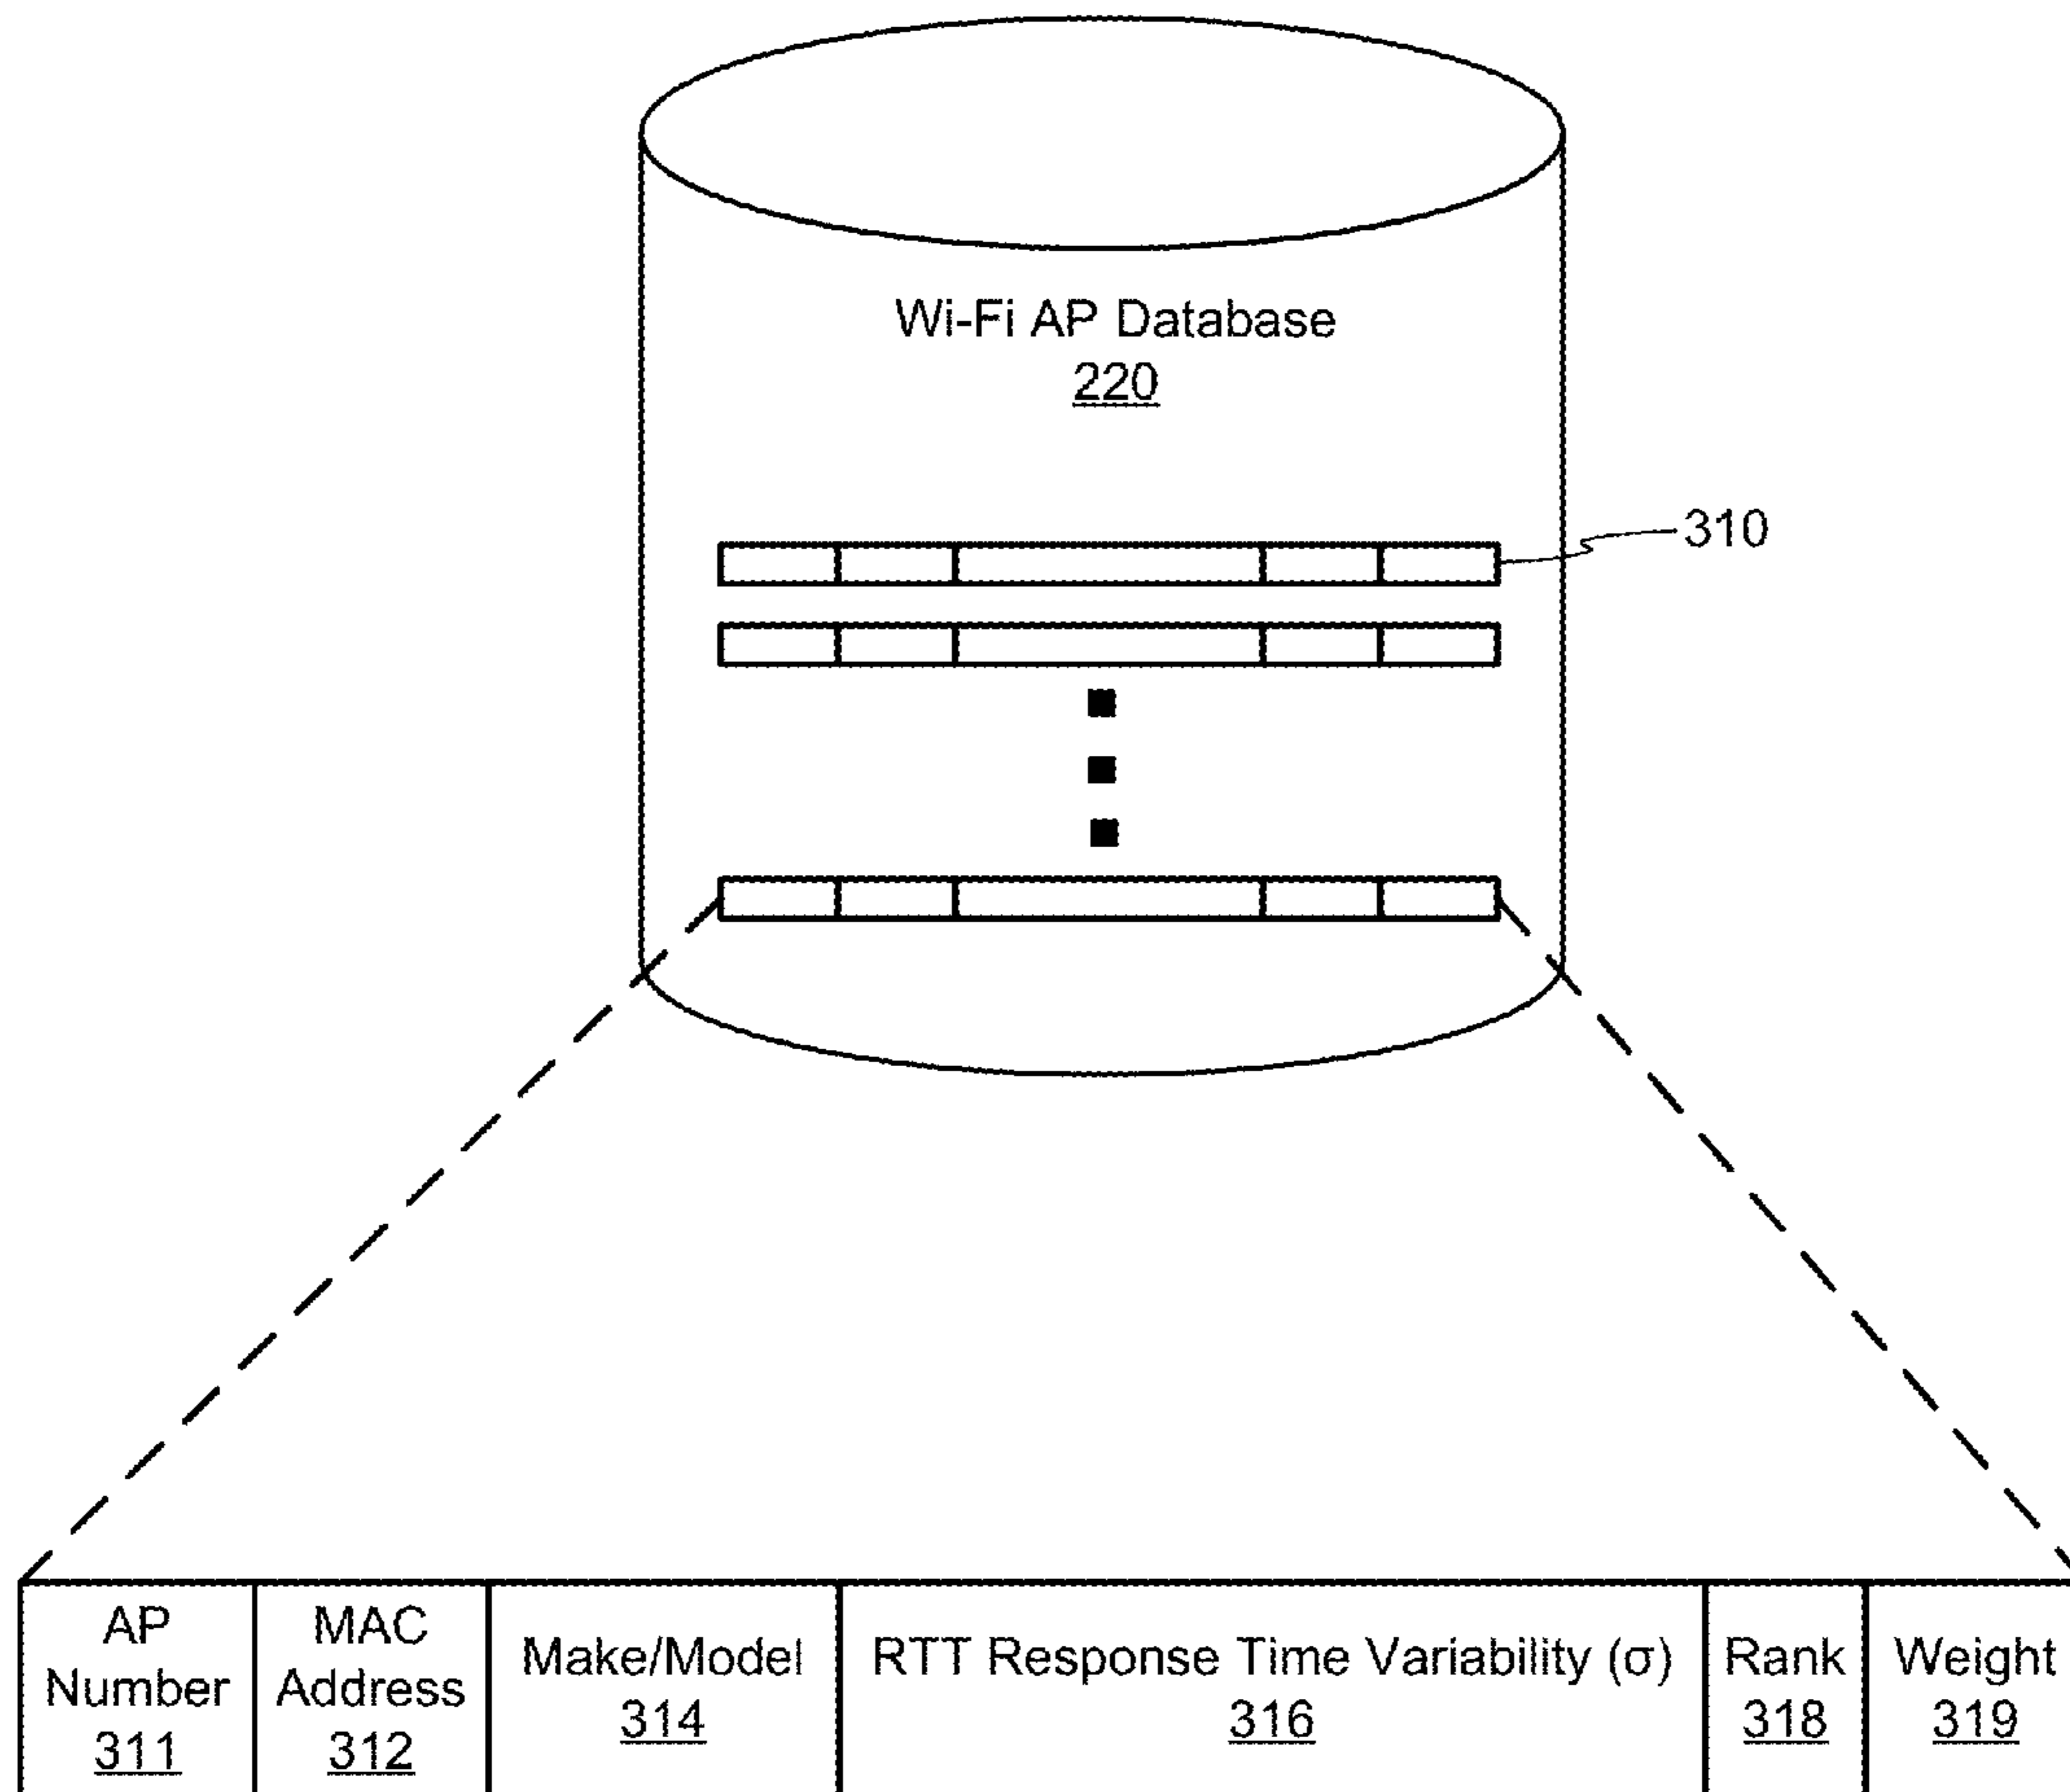 Wi-Fi AP Database
220
310
AP Number
311
MAC Address
312
Make/Model
314
RTT Response Time Variability (σ)
316
Rank
318
Weight
319